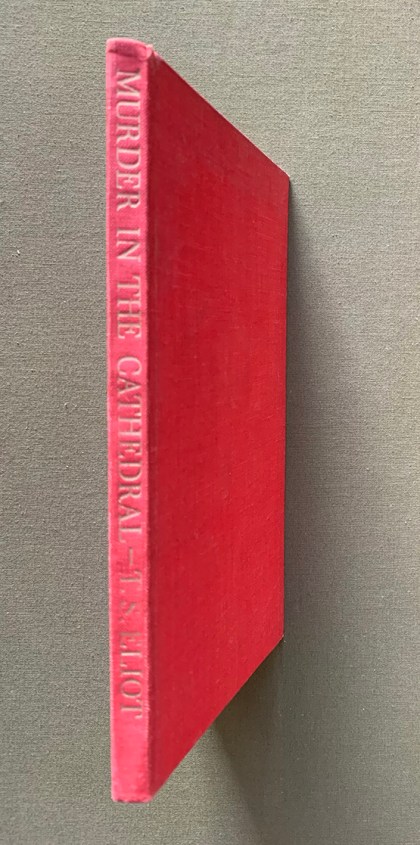 MURDER IN THE CATHEDRAL – T. S. ELIOT